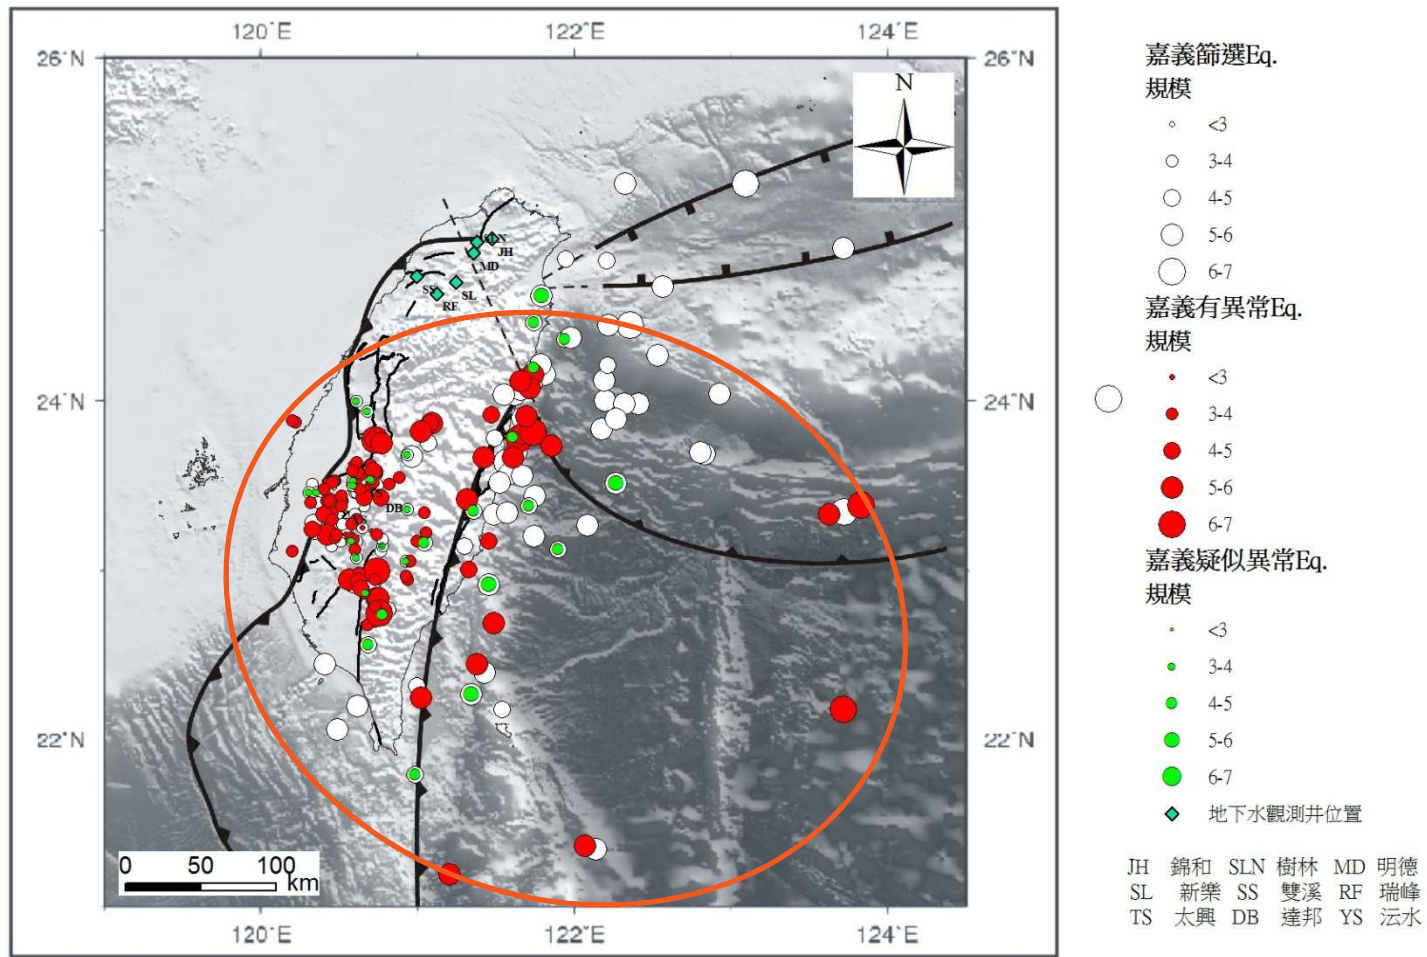 120°E 122°E 124°E
26°N 26°N
N
SLN
JH
MD
SS SL
RF
24°N 24°N
DB
22°N 22°N
0 50 100
km
120°E 122°E 124°E
嘉義篩選Eq.
規模
<3
3-4
4-5
5-6
6-7
嘉義有異常Eq.
規模
<3
3-4
4-5
5-6
6-7
嘉義疑似異常Eq.
規模
<3
3-4
4-5
5-6
6-7
地下水觀測井位置
JH 錦和 SLN 樹林 MD 明德
SL 新樂 SS 雙溪 RF 瑞峰
TS 太興 DB 達邦 YS 沄水